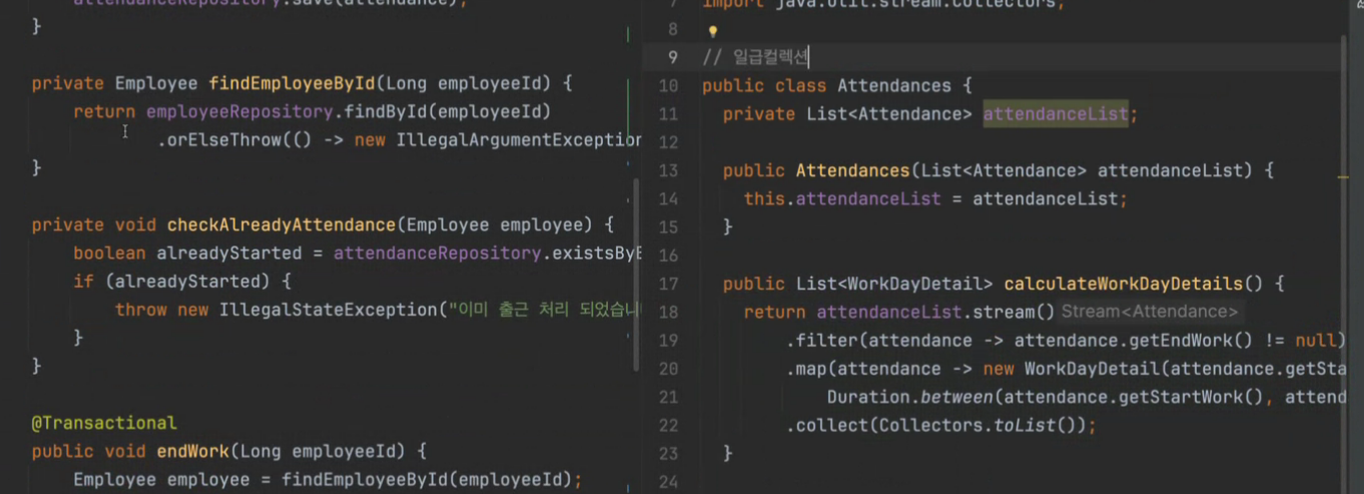 attendanceRepository.save(attendance);
}
private Employee findEmployeeById(Long employeeId) {
return employeeRepository.findById(employeeId)
.orElseThrow(() -> new IllegalArgumentException
}
private void checkAlreadyAttendance(Employee employee) {
boolean alreadyStarted = attendanceRepository.existsByE
if (alreadyStarted) {
throw new IllegalStateException("이미 출근 처리 되었습니
}
}
@Transactional
public void endWork(Long employeeId) {
Employee employee = findEmployeeById(employeeId);
7 import java.util.stream.Collectors;
8
9 // 일급컬렉션
10 public class Attendances {
11 private List<Attendance> attendanceList;
12
13 public Attendances(List<Attendance> attendanceList) {
14 this.attendanceList = attendanceList;
15 }
16
17 public List<WorkDayDetail> calculateWorkDayDetails() {
18 return attendanceList.stream() Stream<Attendance>
19 .filter(attendance -> attendance.getEndWork() != null)
20 .map(attendance -> new WorkDayDetail(attendance.getSta
21 Duration.between(attendance.getStartWork(), attend
22 .collect(Collectors.toList());
23 }
24